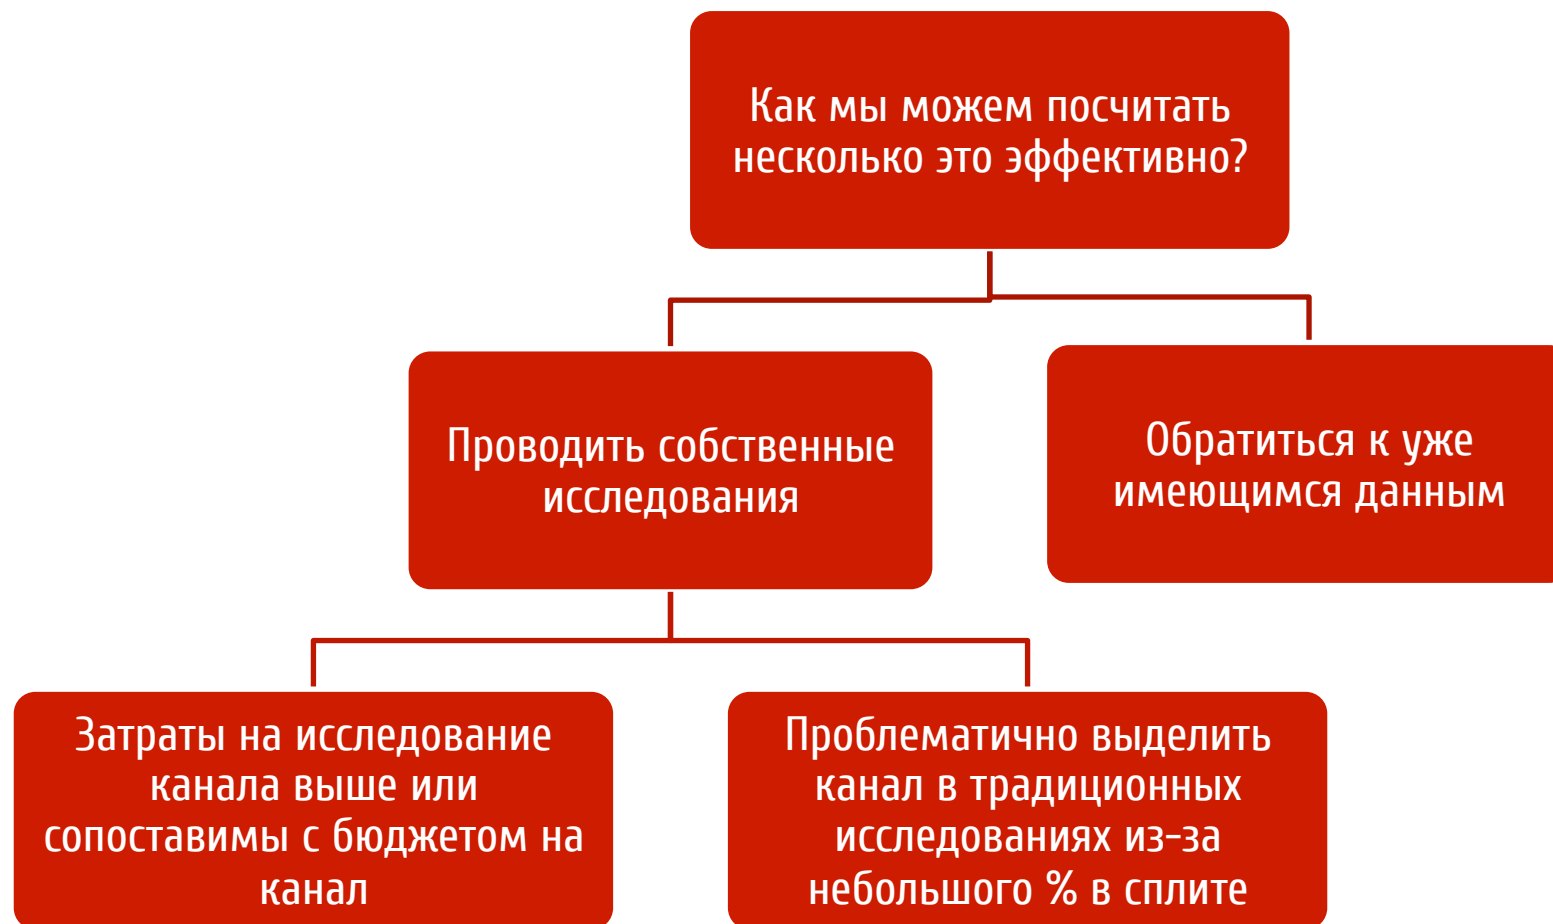 Как мы можем посчитать
несколько это эффективно?
Проводить собственные
исследования
Обратиться к уже
имеющимся данным
Затраты на исследование
канала выше или
сопоставимы с бюджетом на
канал
Проблематично выделить
канал в традиционных
исследованиях из-за
небольшого % в сплите